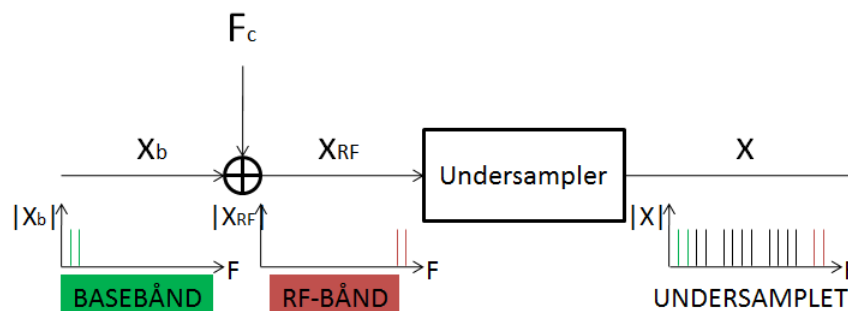 Fc
Xb
XRF
Undersampler
X
|Xb|
F
BASEBÅND
|XRF|
F
RF-BÅND
|X|
F
UNDERSAMPLET